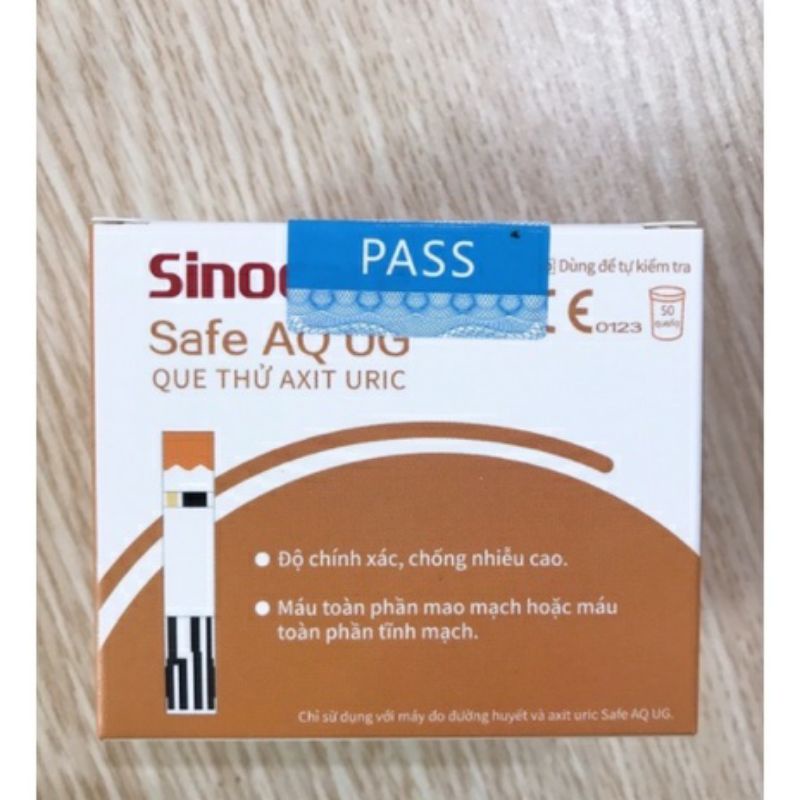 PASS
Dùng để tự kiểm tra
0123
50
que/lọ
Safe AQ UG
QUE THỬ AXIT URIC
Độ chính xác, chống nhiễu cao.
Máu toàn phần mao mạch hoặc máu
toàn phần tĩnh mạch.
Chỉ sử dụng với máy đo đường huyết và axit uric Safe AQ UG.